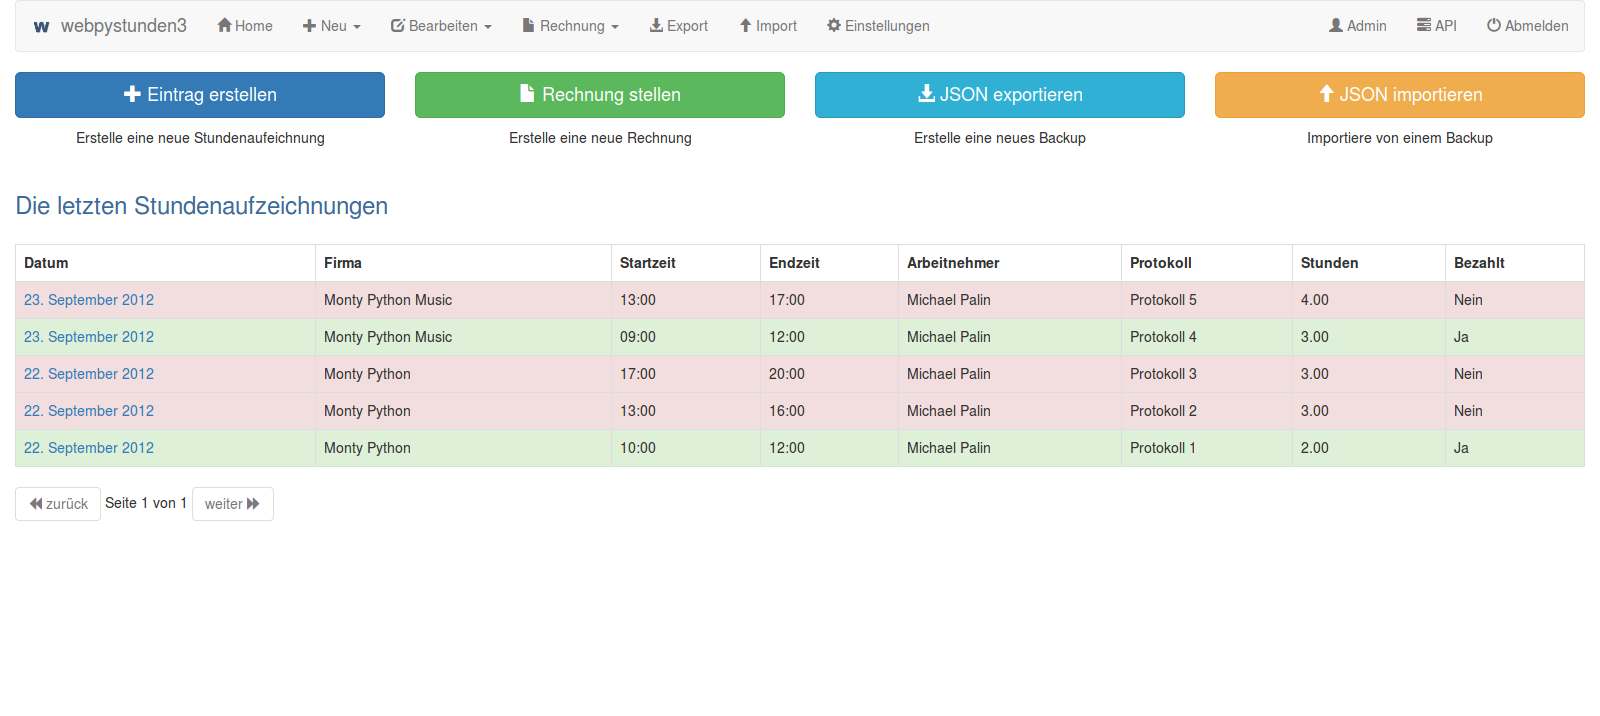 w webpystunden3 Home Neu Bearbeiten Rechnung Export Import Einstellungen Admin API Abmelden
Eintrag erstellen Rechnung stellen JSON exportieren JSON importieren
Erstelle eine neue Stundenaufeichnung Erstelle eine neue Rechnung Erstelle eine neues Backup Importiere von einem Backup
Die letzten Stundenaufzeichnungen
Datum Firma Startzeit Endzeit Arbeitnehmer Protokoll Stunden Bezahlt
23. September 2012 Monty Python Music 13:00 17:00 Michael Palin Protokoll 5 4.00 Nein
23. September 2012 Monty Python Music 09:00 12:00 Michael Palin Protokoll 4 3.00 Ja
22. September 2012 Monty Python 17:00 20:00 Michael Palin Protokoll 3 3.00 Nein
22. September 2012 Monty Python 13:00 16:00 Michael Palin Protokoll 2 3.00 Nein
22. September 2012 Monty Python 10:00 12:00 Michael Palin Protokoll 1 2.00 Ja
zurück Seite 1 von 1 weiter